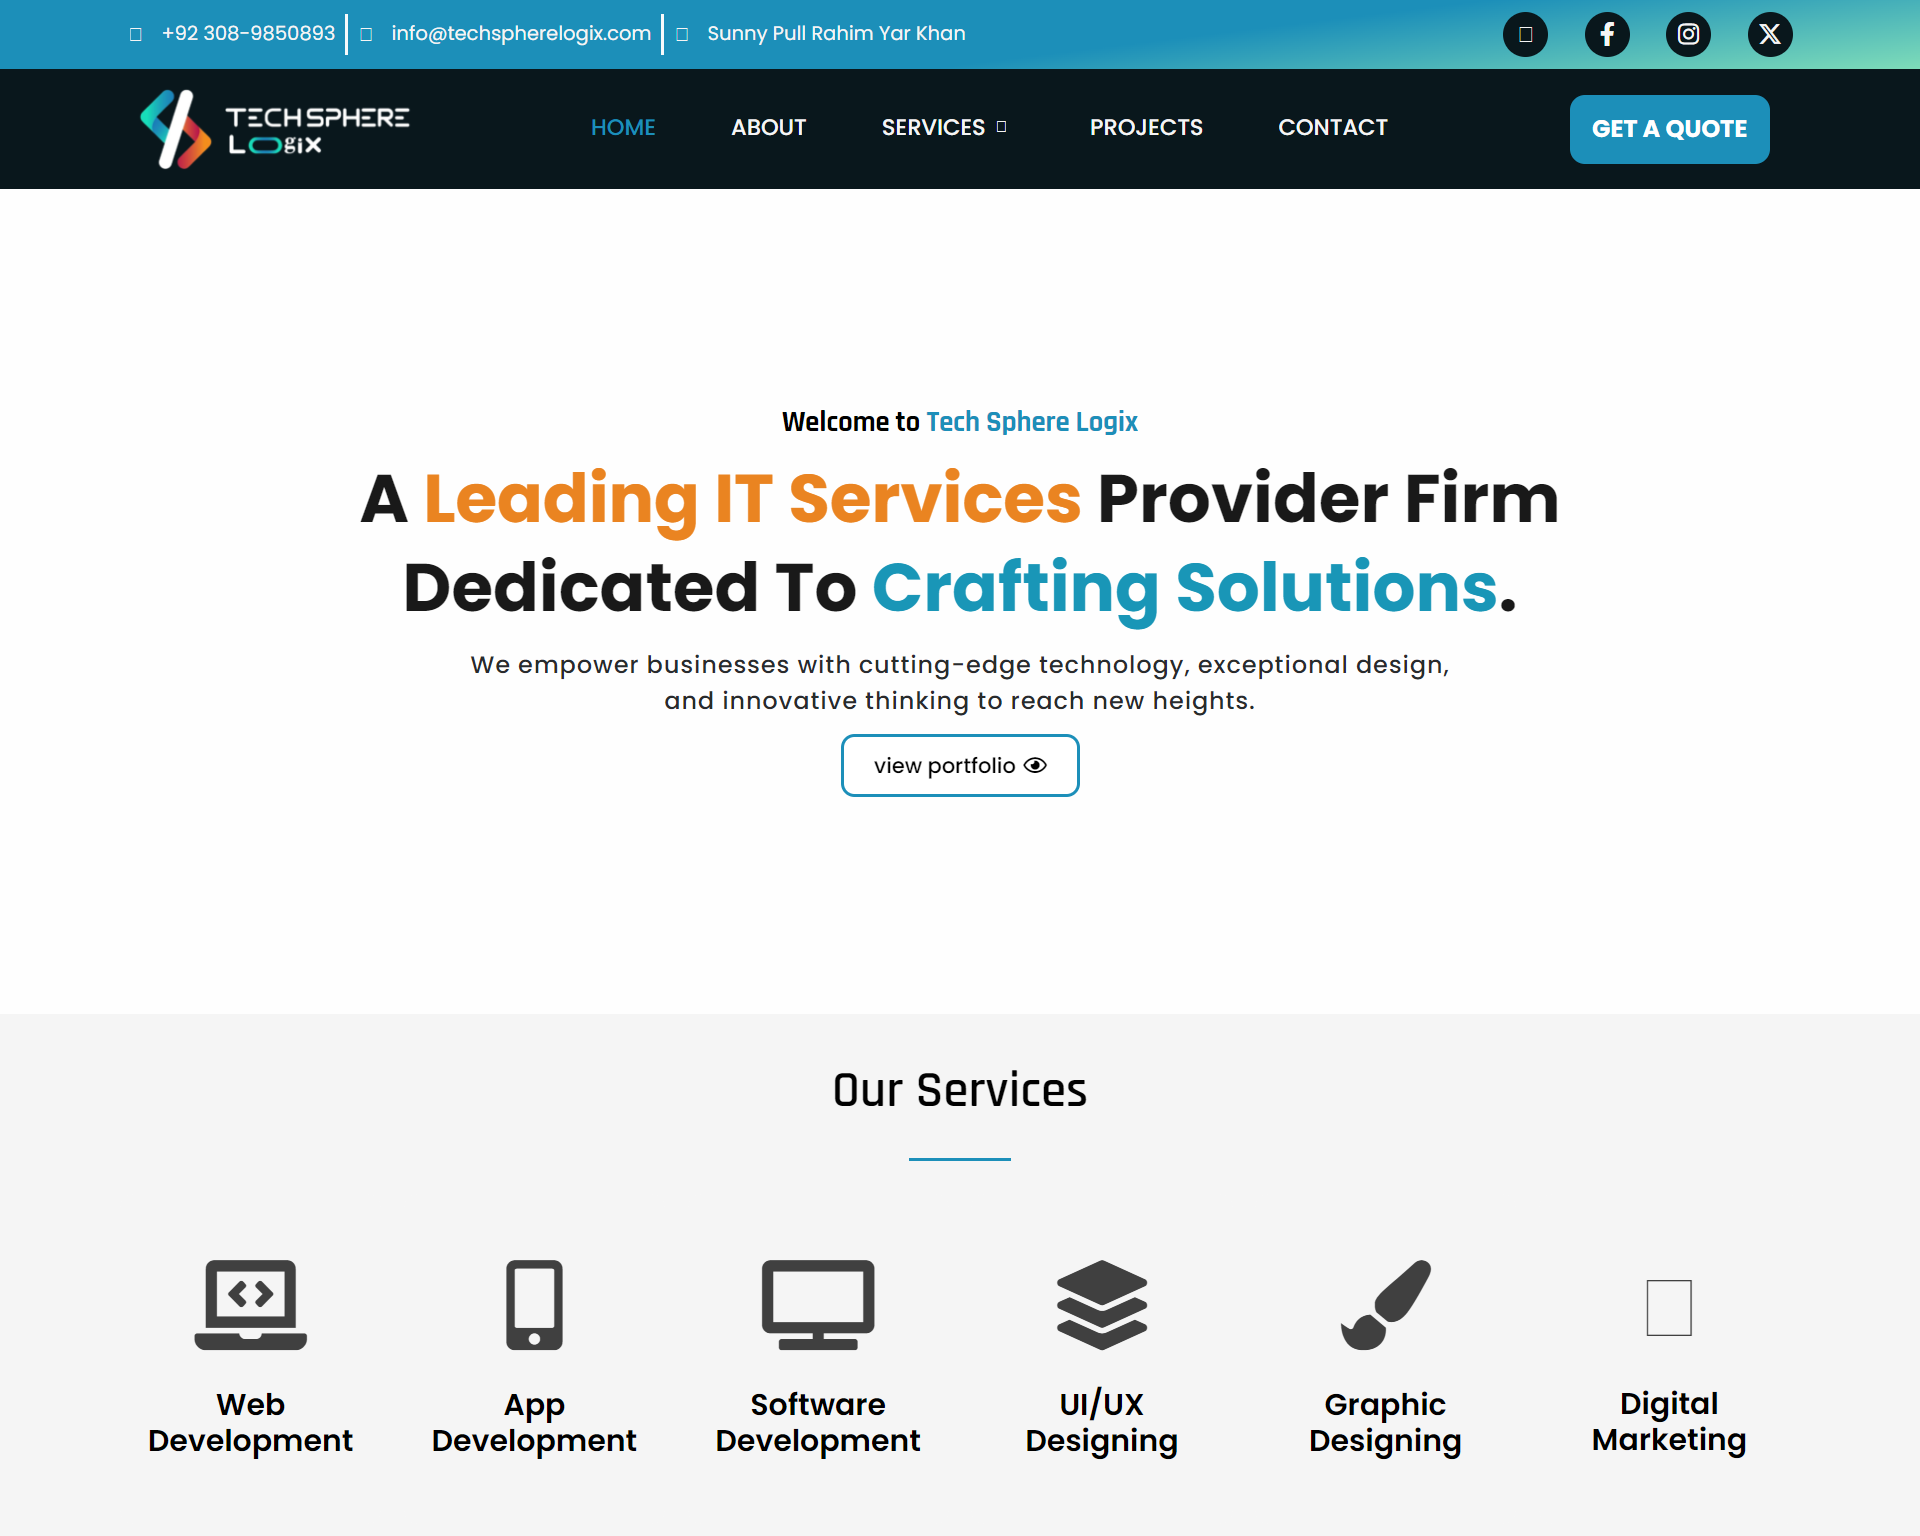 +92 308-9850893
info@techspherelogix.com
Sunny Pull Rahim Yar Khan
TECH SPHERE
LOgix
HOME
ABOUT
SERVICES
PROJECTS
CONTACT
GET A QUOTE
Welcome to Tech Sphere Logix
A Leading IT Services Provider Firm
Dedicated To Crafting Solutions.
We empower businesses with cutting-edge technology, exceptional design,
and innovative thinking to reach new heights.
view portfolio
Our Services
Web
Development
App
Development
Software
Development
UI/UX
Designing
Graphic
Designing
Digital
Marketing